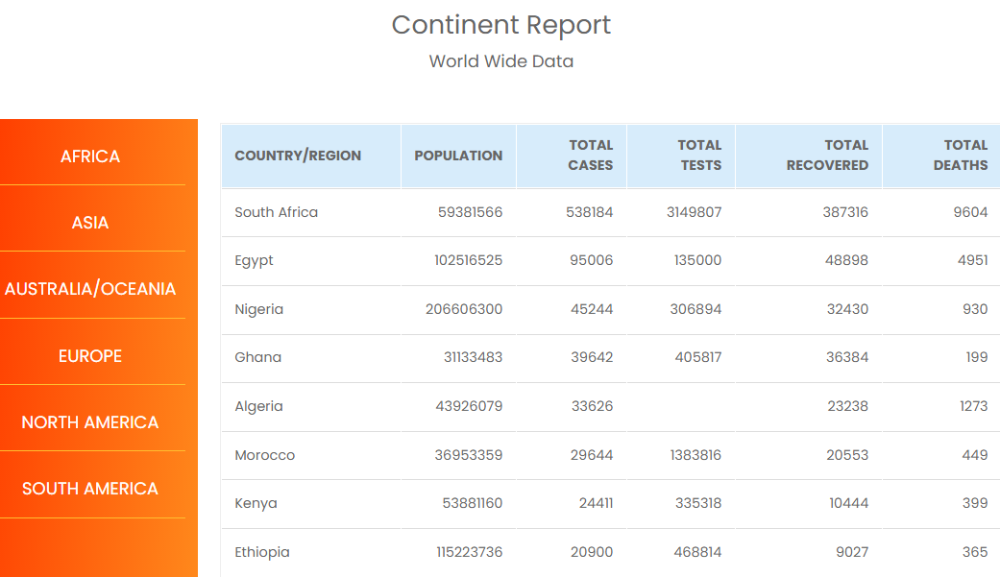 Continent Report
World Wide Data
AFRICA
ASIA
AUSTRALIA/OCEANIA
EUROPE
NORTH AMERICA
SOUTH AMERICA
COUNTRY/REGION POPULATION TOTAL CASES TOTAL TESTS TOTAL RECOVERED TOTAL DEATHS
South Africa 59381566 538184 3149807 387316 9604
Egypt 102516525 95006 135000 48898 4951
Nigeria 206606300 45244 306894 32430 930
Ghana 31133483 39642 405817 36384 199
Algeria 43926079 33626 23238 1273
Morocco 36953359 29644 1383816 20553 449
Kenya 53881160 24411 335318 10444 399
Ethiopia 115223736 20900 468814 9027 365